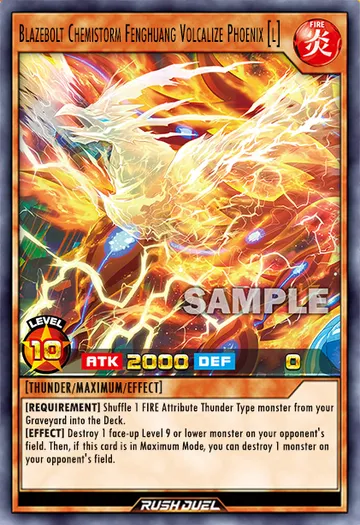 Blazebolt Chemistorm Fenghuang Volcalize Phoenix [L]
FIRE
炎
SAMPLE
LEVEL
10
ATK 2000 DEF 0
[THUNDER/MAXIMUM/EFFECT]
[REQUIREMENT] Shuffle 1 FIRE Attribute Thunder Type monster from your
Graveyard into the Deck.
[EFFECT] Destroy 1 face-up Level 9 or lower monster on your opponent's
field. Then, if this card is in Maximum Mode, you can destroy 1 monster on
your opponent's field.
RUSH DUEL